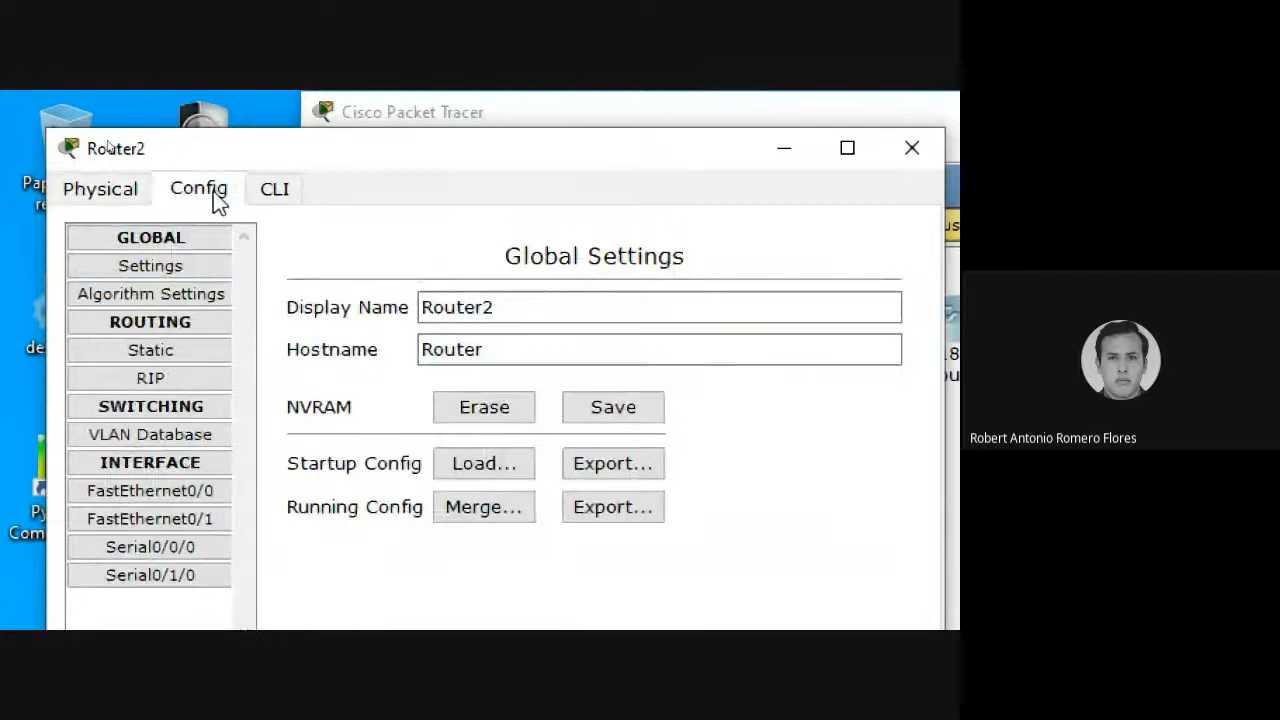 Cisco Packet Tracer
Router2
Physical
Config
CLI
GLOBAL
Settings
Algorithm Settings
ROUTING
Static
RIP
SWITCHING
VLAN Database
INTERFACE
FastEthernet0/0
FastEthernet0/1
Serial0/0/0
Serial0/1/0
Global Settings
Display Name Router2
Hostname Router
NVRAM Erase Save
Startup Config Load... Export...
Running Config Merge... Export...
Robert Antonio Romero Flores